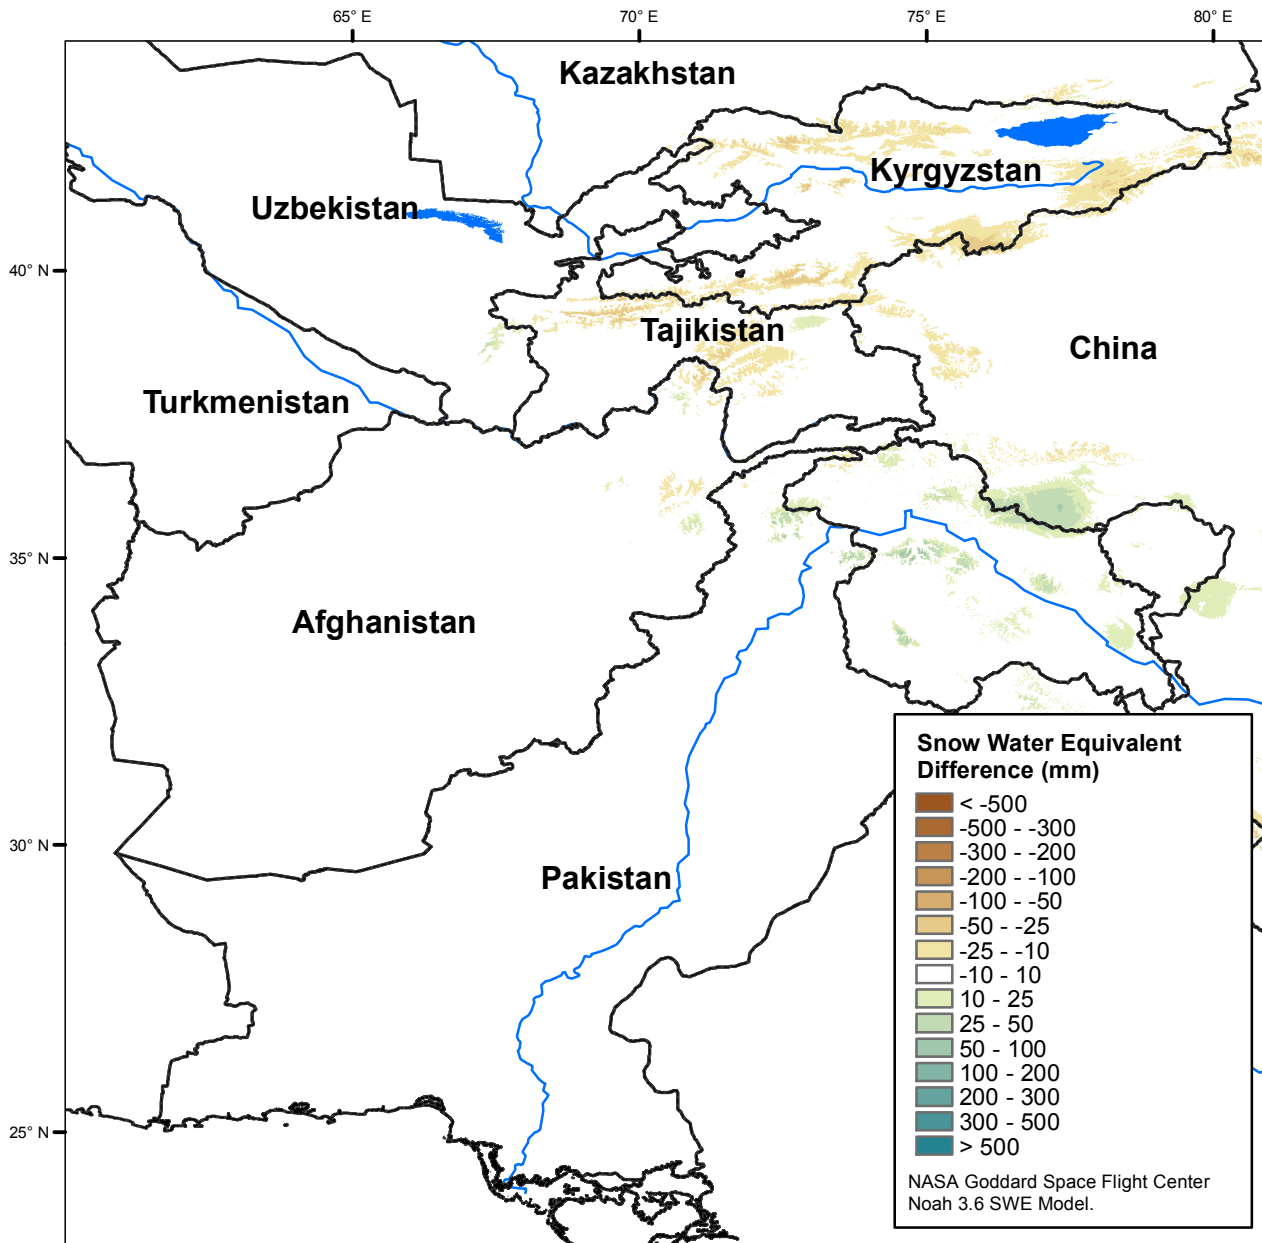 65° E
70° E
75° E
80° E
Kazakhstan
Kyrgyzstan
Uzbekistan
40° N
Tajikistan
China
Turkmenistan
35° N
Afghanistan
Snow Water Equivalent
Difference (mm)
< -500
-500 - -300
-300 - -200
-200 - -100
-100 - -50
-50 - -25
-25 - -10
-10 - 10
10 - 25
25 - 50
50 - 100
100 - 200
200 - 300
300 - 500
> 500
NASA Goddard Space Flight Center
Noah 3.6 SWE Model.
30° N
Pakistan
25° N